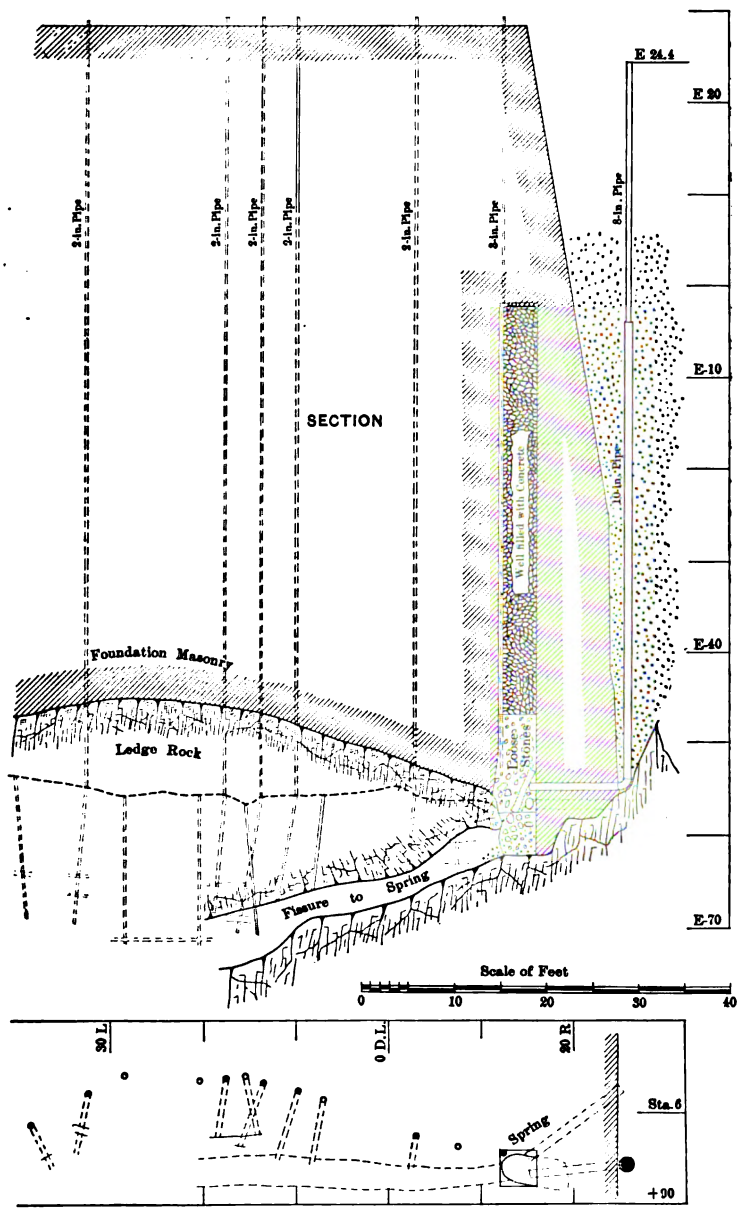 E 24.4
E 20
2-in. Pipe
2-in. Pipe
2-in. Pipe
2-in. Pipe
2-in. Pipe
3-in. Pipe
8-in. Pipe
E-10
SECTION
Well filled with Concrete
10-in. Pipe
Foundation Masonry
E-40
Ledge Rock
Loose
Stones
Fissure to Spring
E-70
Scale of Feet
0 10 20 30 40
30 L.
0 D.L.
20 R.
Sta.6
Spring
+90